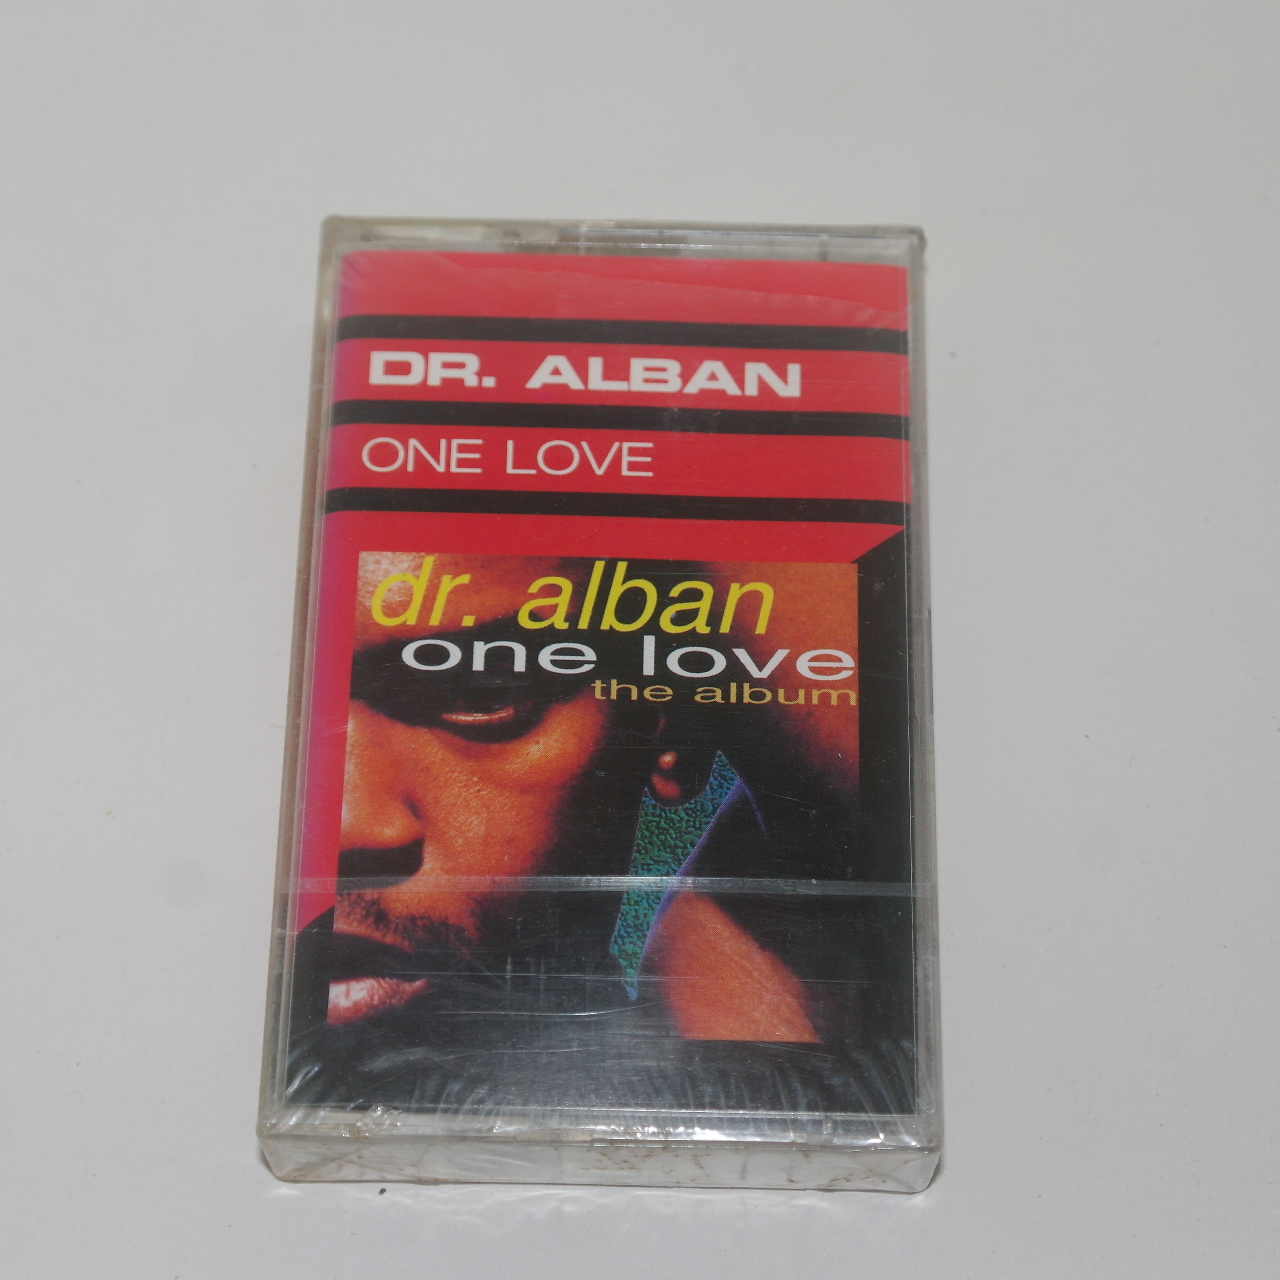 DR. ALBAN
ONE LOVE
dr. alban
one love
the album